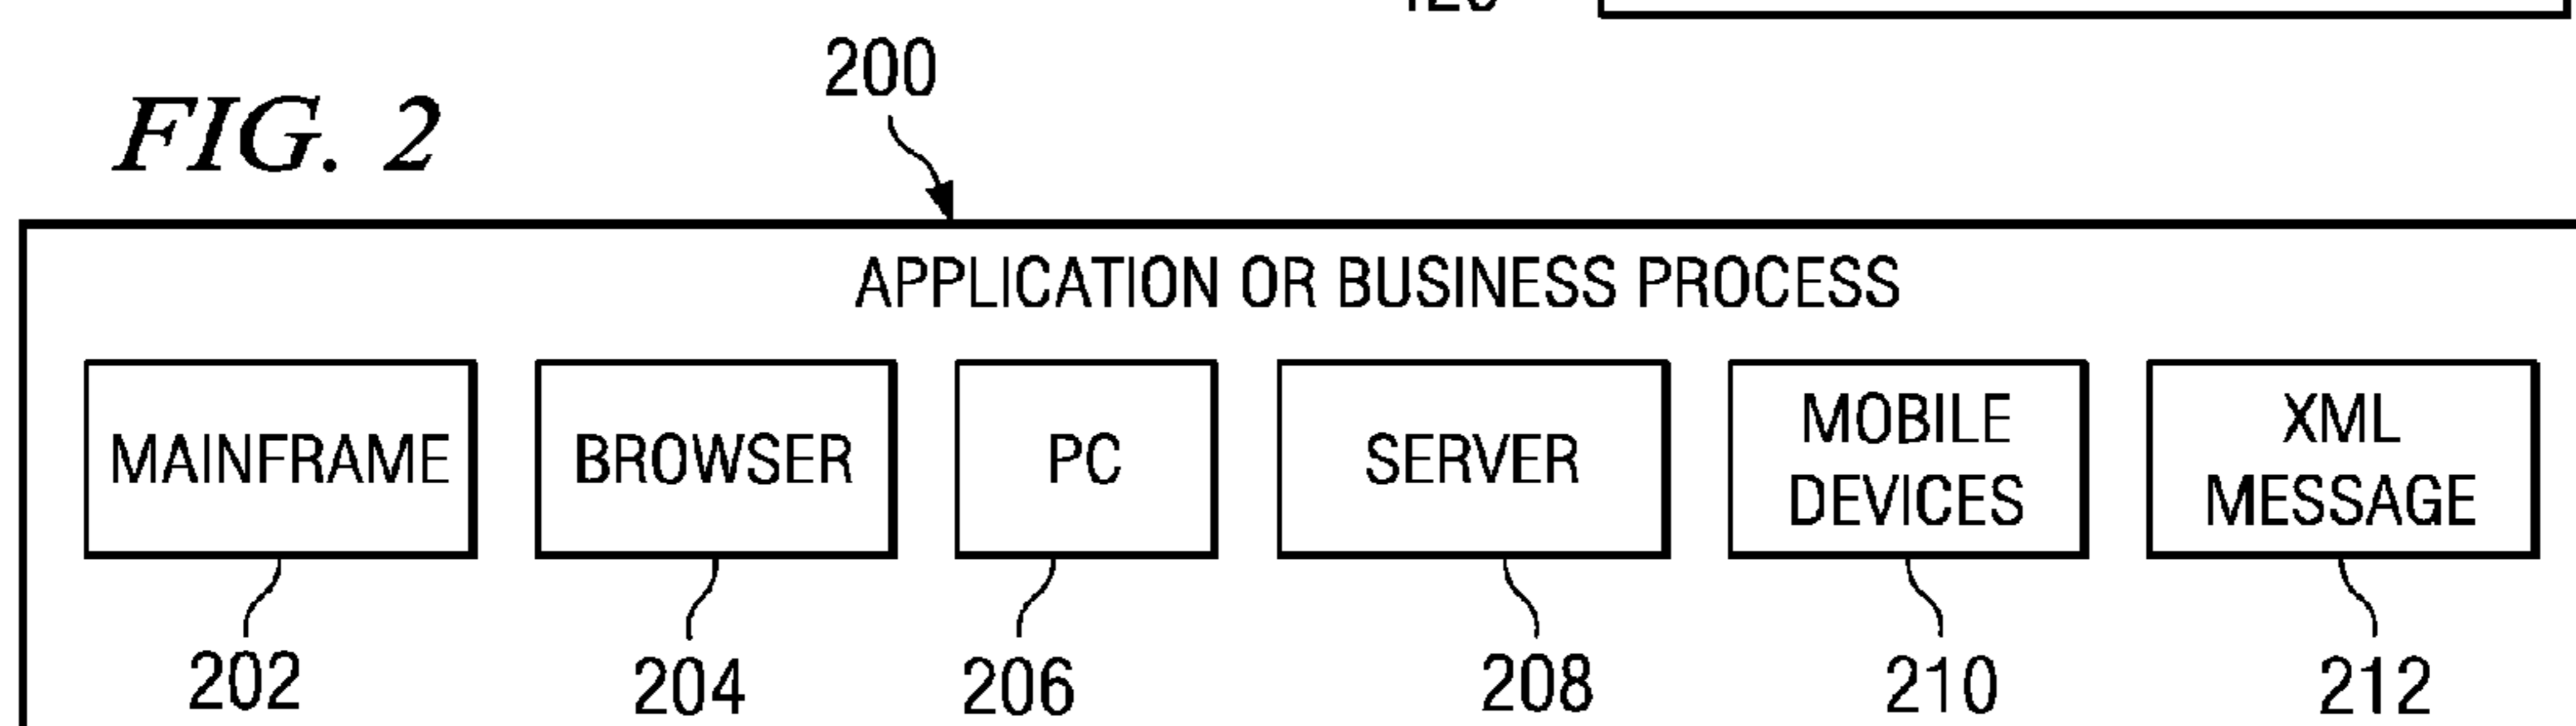 200
FIG. 2
APPLICATION OR BUSINESS PROCESS
MAINFRAME
BROWSER
PC
SERVER
MOBILE
DEVICES
XML
MESSAGE
202
204
206
208
210
212